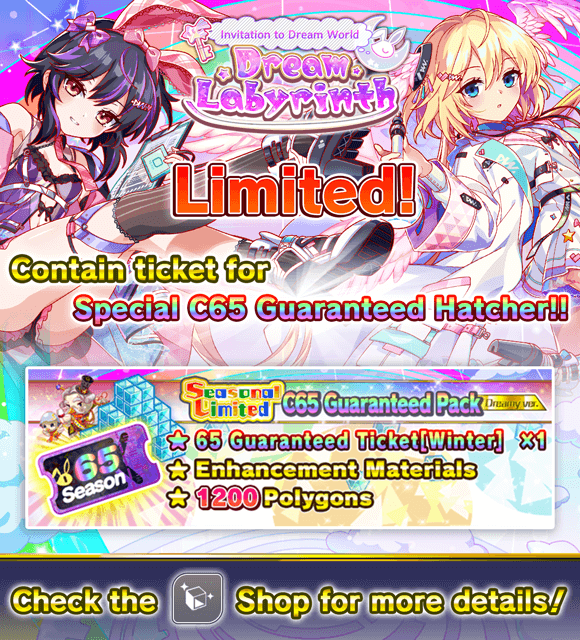 Invitation to Dream World
Dream
Labyrinth
Limited!
Contain ticket for
Special C65 Guaranteed Hatcher!!
Seasonal
Limited
C65 Guaranteed Pack
Dreamy ver.
★ 65 Guaranteed Ticket[Winter] ×1
★ Enhancement Materials
★ 1200 Polygons
65
Season
Check the Shop for more details!